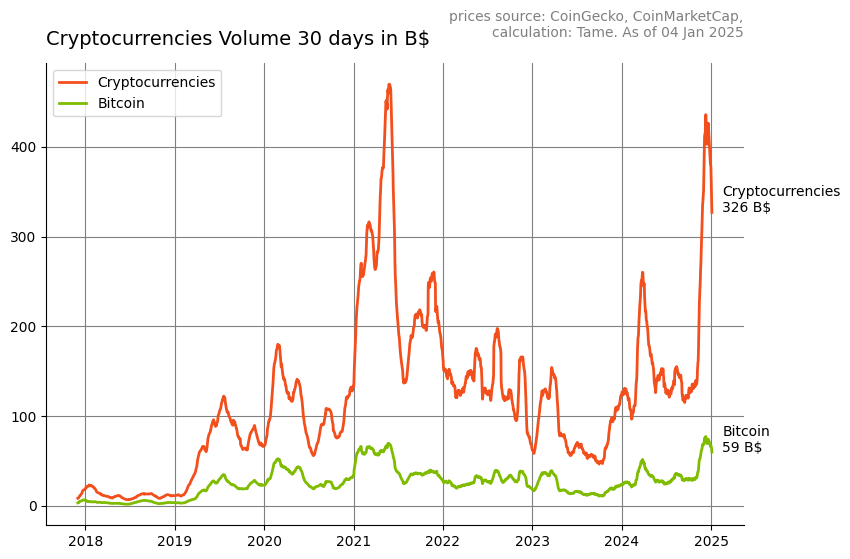 prices source: CoinGecko, CoinMarketCap,
calculation: Tame. As of 04 Jan 2025
Cryptocurrencies Volume 30 days in B$
Cryptocurrencies
Bitcoin
400
300
200
100
0
Cryptocurrencies
326 B$
Bitcoin
59 B$
2018 2019 2020 2021 2022 2023 2024 2025